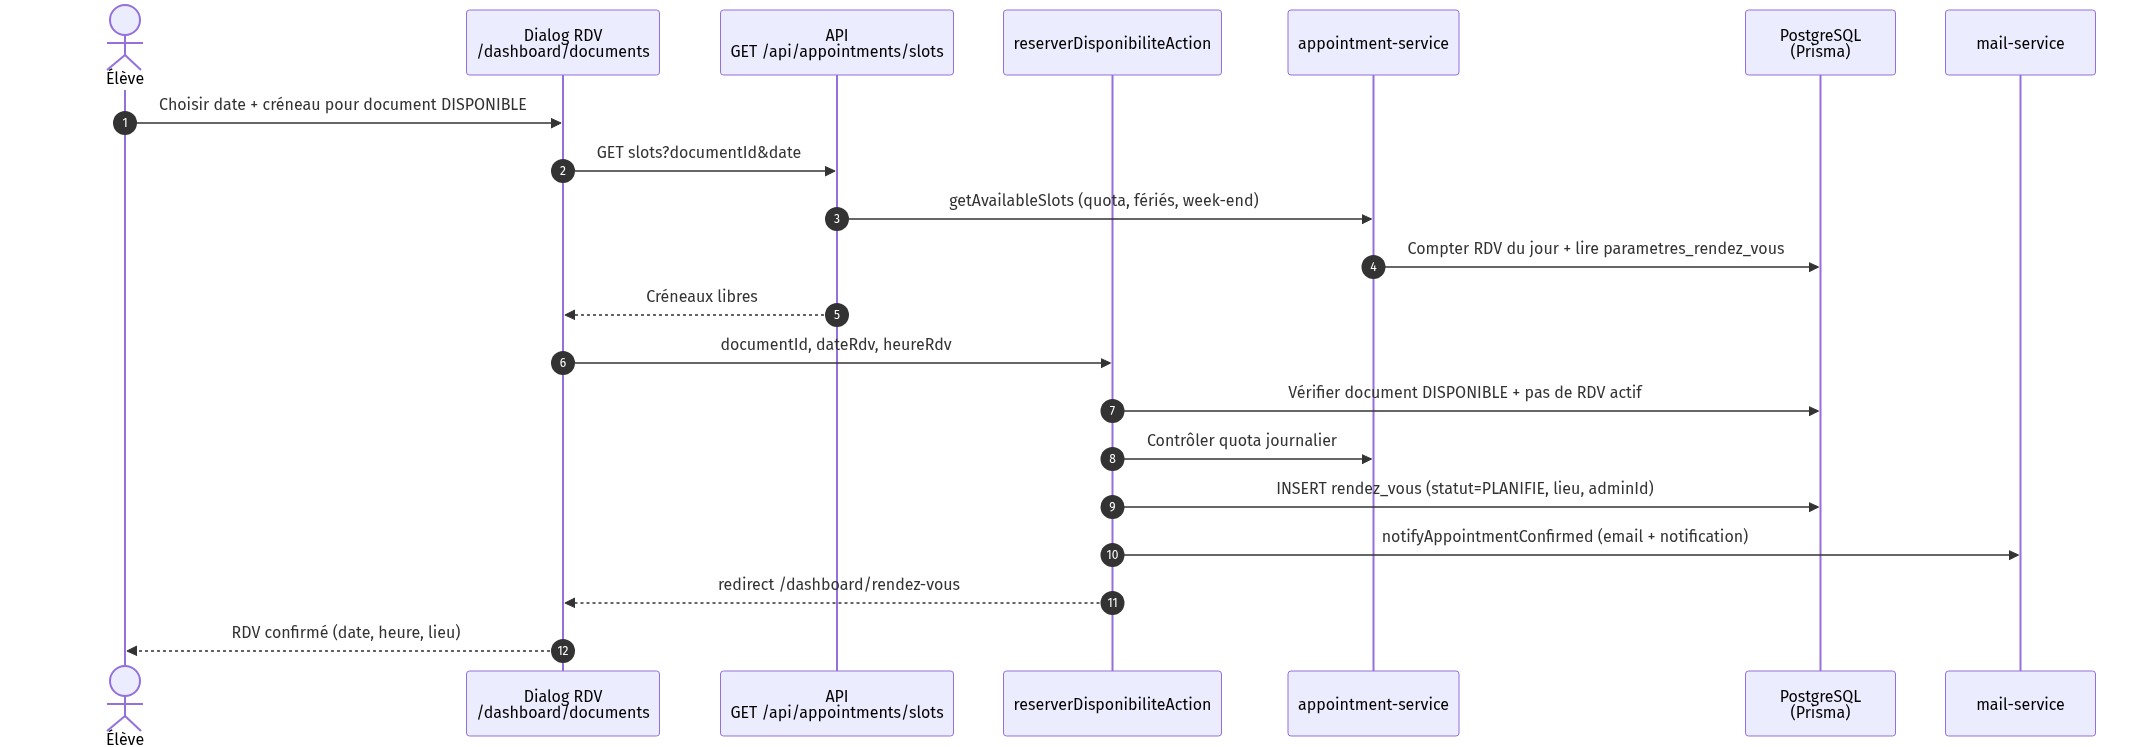 Élève
Dialog RDV
/dashboard/documents
API
GET /api/appointments/slots
reserverDisponibiliteAction
appointment-service
PostgreSQL
(Prisma)
mail-service
Choisir date + créneau pour document DISPONIBLE
1
GET slots?documentId&date
2
getAvailableSlots (quota, fériés, week-end)
3
Compter RDV du jour + lire parametres_rendez_vous
4
Créneaux libres
5
documentId, dateRdv, heureRdv
6
Vérifier document DISPONIBLE + pas de RDV actif
7
Contrôler quota journalier
8
INSERT rendez_vous (statut=PLANIFIE, lieu, adminId)
9
notifyAppointmentConfirmed (email + notification)
10
redirect /dashboard/rendez-vous
11
RDV confirmé (date, heure, lieu)
12
Élève
Dialog RDV
/dashboard/documents
API
GET /api/appointments/slots
reserverDisponibiliteAction
appointment-service
PostgreSQL
(Prisma)
mail-service